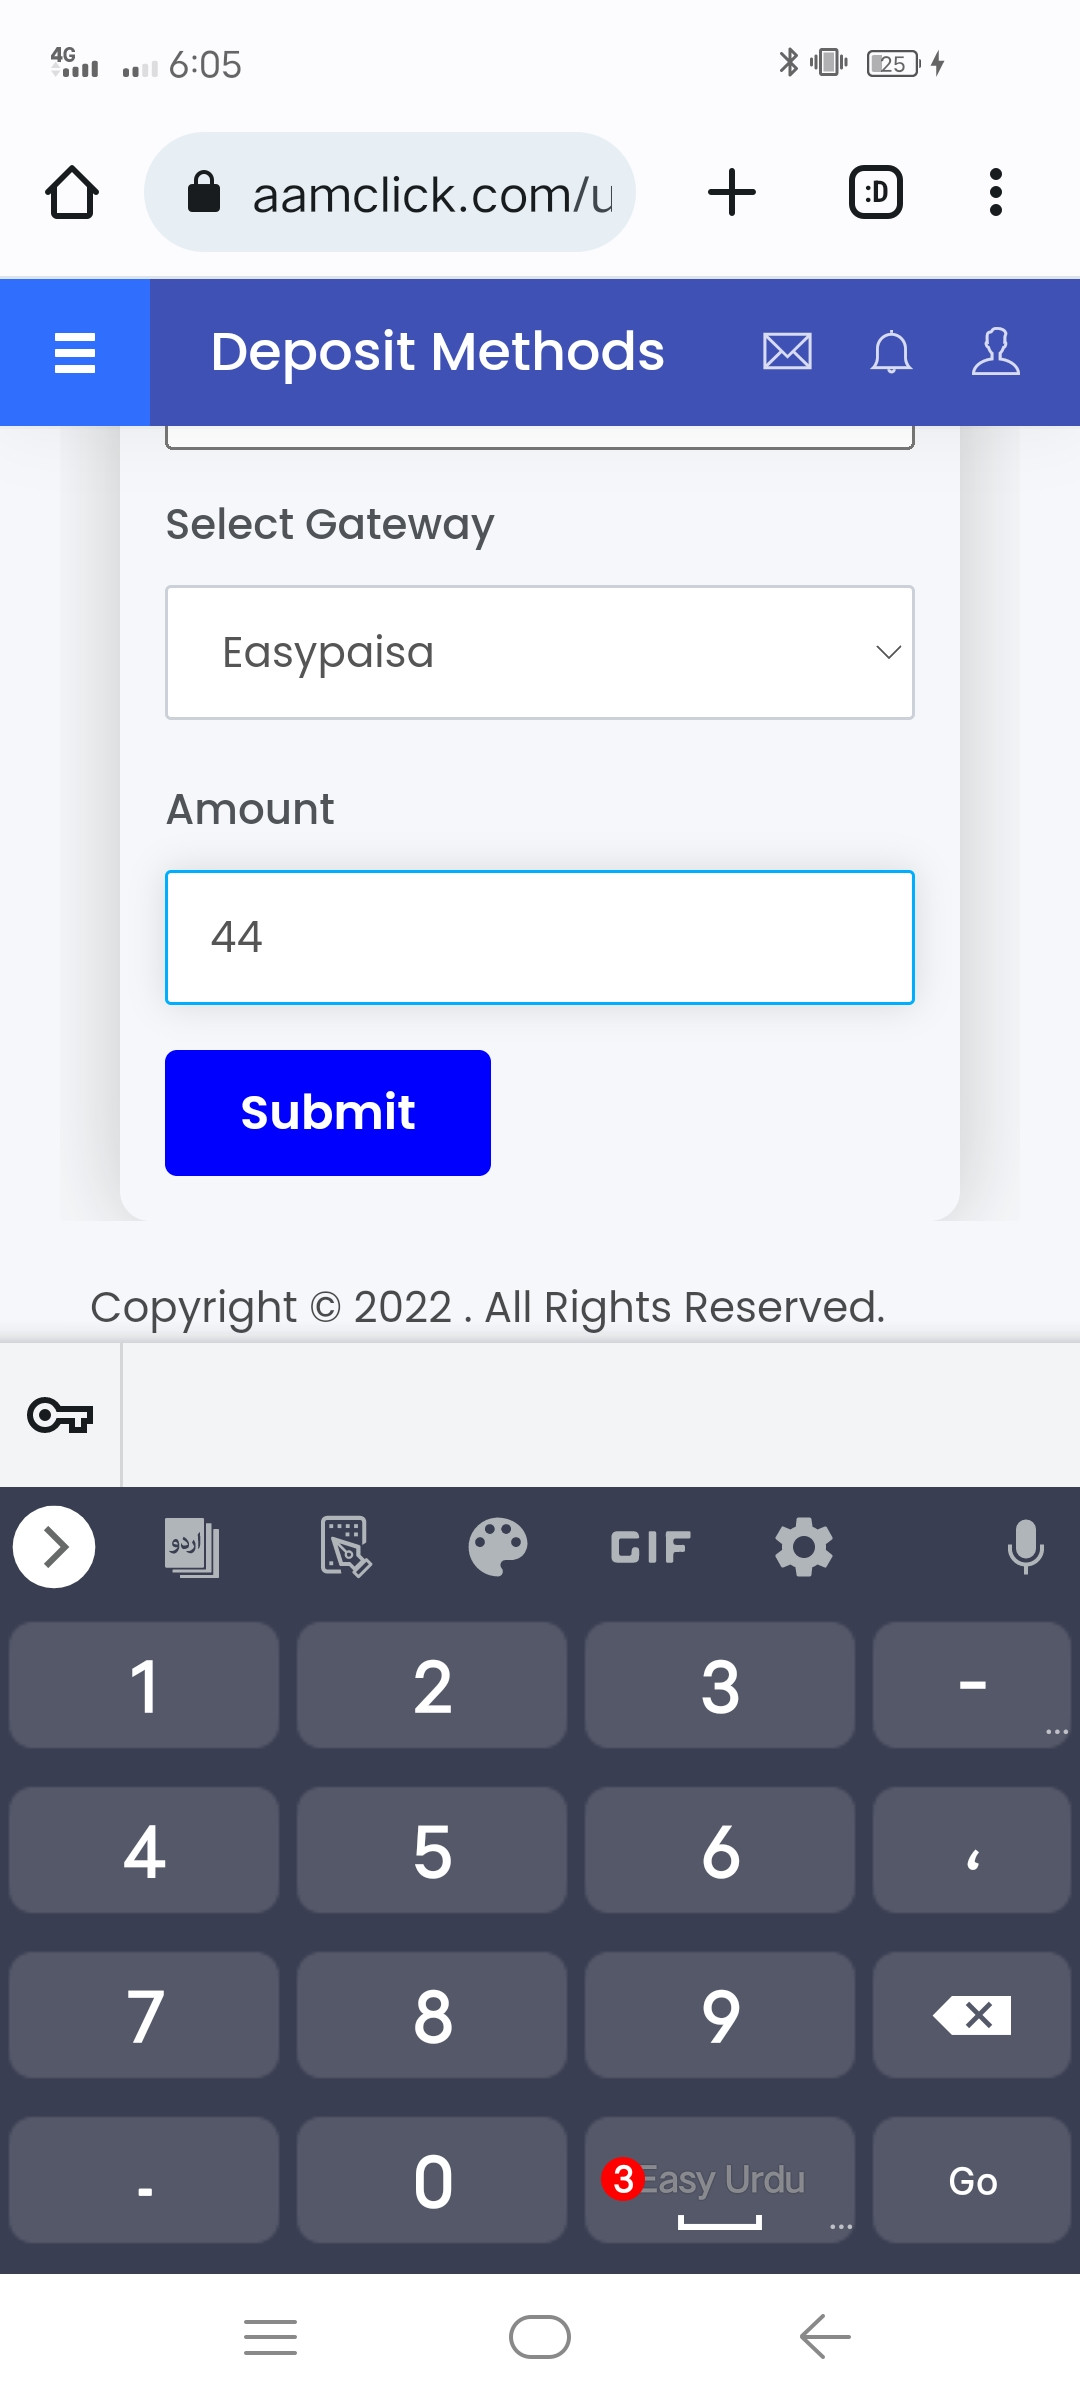 4G 6:05 25
aamclick.com/u
:D
Deposit Methods
Select Gateway
Easypaisa
Amount
44
Submit
Copyright © 2022 . All Rights Reserved.
اردو
GIF
1 2 3 -
4 5 6 ،
7 8 9
. 0 3 Easy Urdu Go